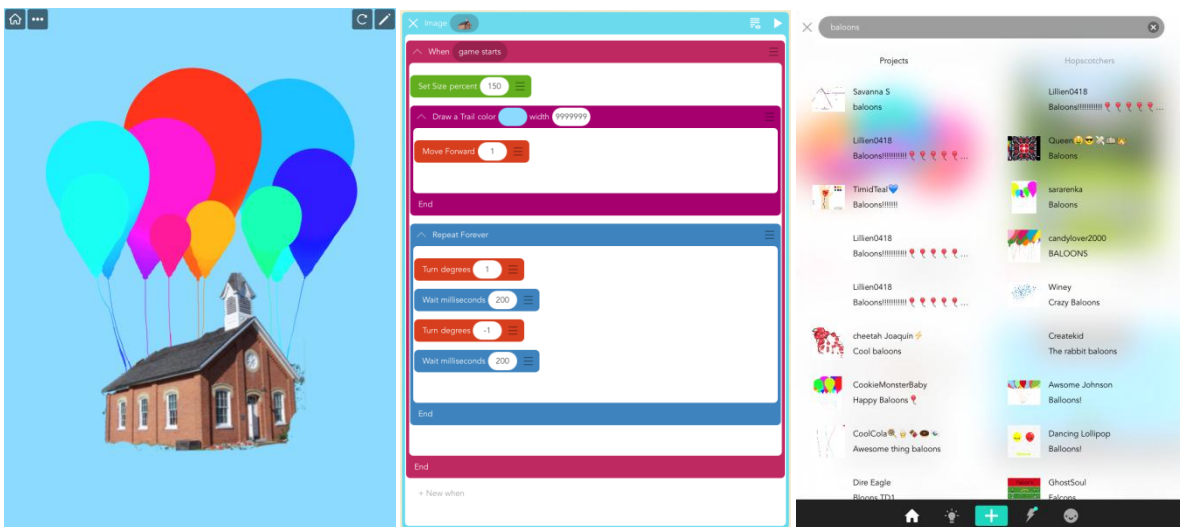 Image
When game starts
Set Size percent 150
Draw a Trail color width 9999999
Move Forward 1
End
Repeat Forever
Turn degrees 1
Wait milliseconds 200
Turn degrees -1
Wait milliseconds 200
End
End
+ New when
baloons
Projects
Hopscotchers
Savanna S
baloons
Lillien0418
Baloons!!!!!!!!!!!🎈🎈🎈🎈🎈...
TimidTeal💙
Baloons!!!!!!!
Lillien0418
Baloons!!!!!!!!!!!🎈🎈🎈🎈🎈...
Lillien0418
Baloons!!!!!!!!!!!🎈🎈🎈🎈🎈...
cheetah Joaquin⚡
Cool baloons
CookieMonsterBaby
Happy Baloons🎈
CoolCola
Awesome thing baloons
Dire Eagle
Bloons TD1
Lillien0418
Baloons!!!!!!!!!!!🎈🎈🎈🎈🎈...
Queen
Baloons
sararenka
Baloons
candylover2000
BALOONS
Winey
Crazy Baloons
Createkid
The rabbit baloons
Awsome Johnson
Balloons!
Dancing Lollipop
Balloons!
GhostSoul
Falcons